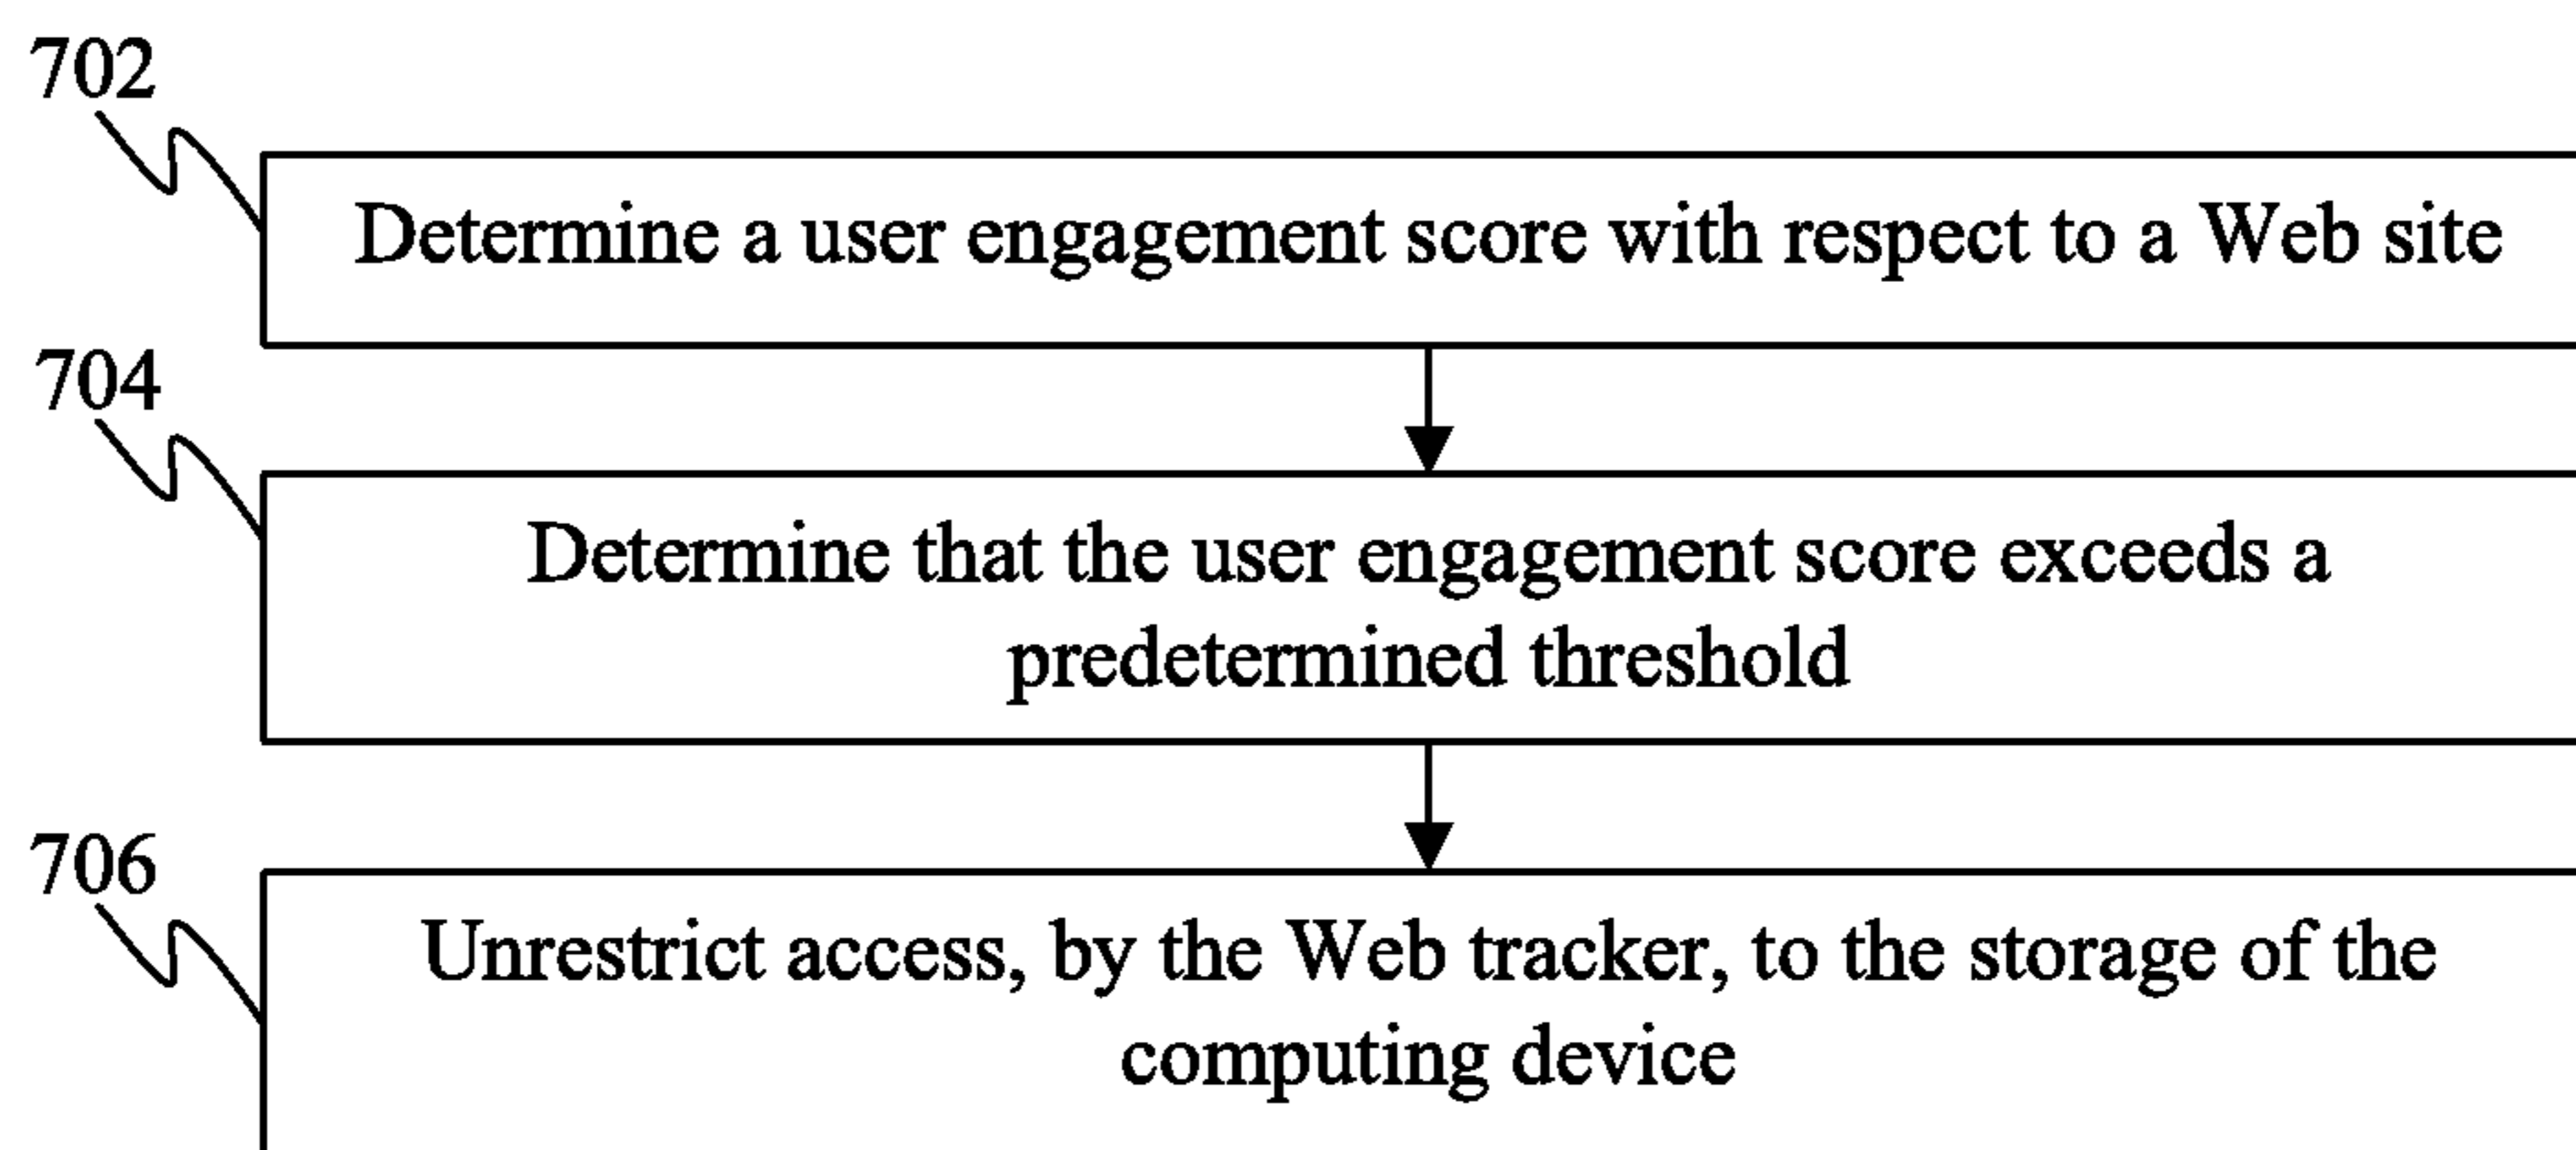 702
Determine a user engagement score with respect to a Web site
704
Determine that the user engagement score exceeds a
predetermined threshold
706
Unrestrict access, by the Web tracker, to the storage of the
computing device